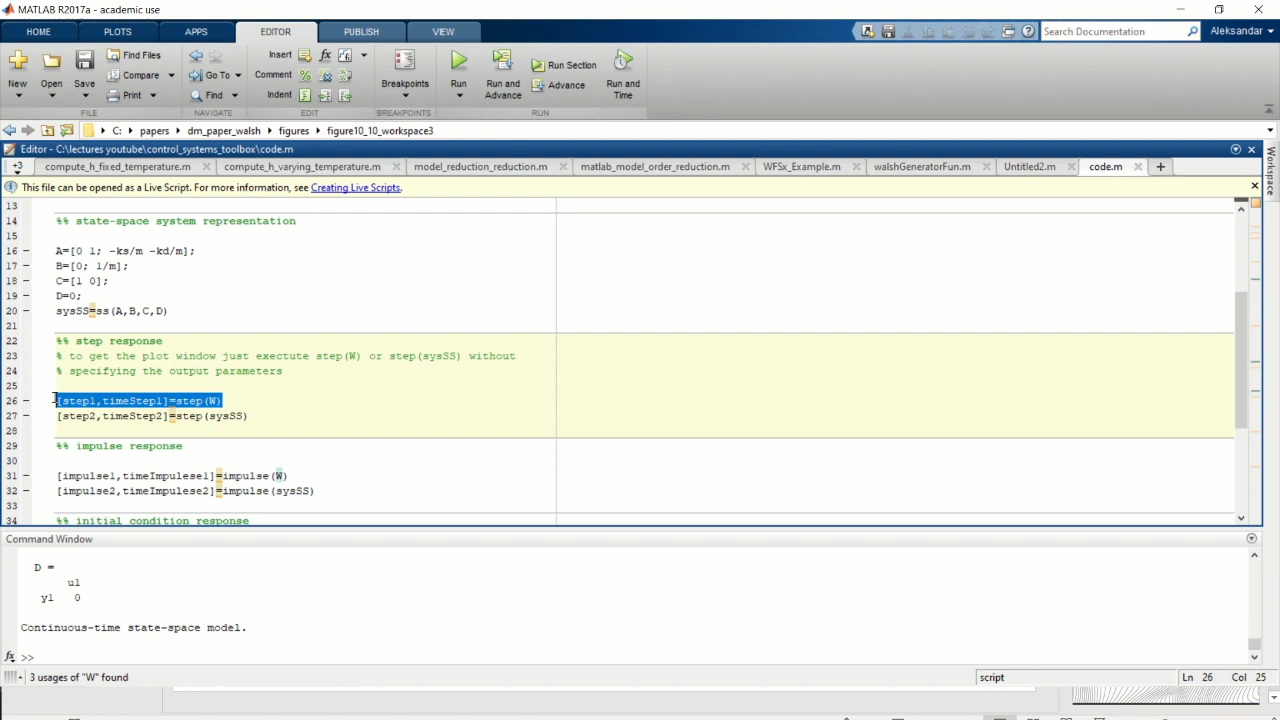 MATLAB R2017a - academic use
HOME PLOTS APPS EDITOR PUBLISH VIEW Search Documentation Aleksandar
New Open Save Find Files Compare Print Go To Find Insert Comment Indent Breakpoints Run Run and Advance Run Section Advance Run and Time
FILE NAVIGATE EDIT BREAKPOINTS RUN
C: papers dm_paper_walsh figures figure10_10_workspace3
Editor - C:\lectures youtube\control_systems_toolbox\code.m
+3 compute_h_fixed_temperature.m compute_h_varying_temperature.m model_reduction_reduction.m matlab_model_order_reduction.m WFSx_Example.m walshGeneratorFun.m Untitled2.m code.m
Workspace
This file can be opened as a Live Script. For more information, see Creating Live Scripts.
13
14 %% state-space system representation
15
16 – A=[0 1; -ks/m -kd/m];
17 – B=[0; 1/m];
18 – C=[1 0];
19 – D=0;
20 – sysSS=ss(A,B,C,D)
21
22 %% step response
23 % to get the plot window just exectute step(W) or step(sysSS) without
24 % specifying the output parameters
25
26 – [step1,timeStep1]=step(W)
27 – [step2,timeStep2]=step(sysSS)
28
29 %% impulse response
30
31 – [impulse1,timeImpulese1]=impulse(W)
32 – [impulse2,timeImpulese2]=impulse(sysSS)
33
34 %% initial condition response
Command Window
D =
u1
y1 0
Continuous-time state-space model.
fx >>
3 usages of "W" found script Ln 26 Col 25